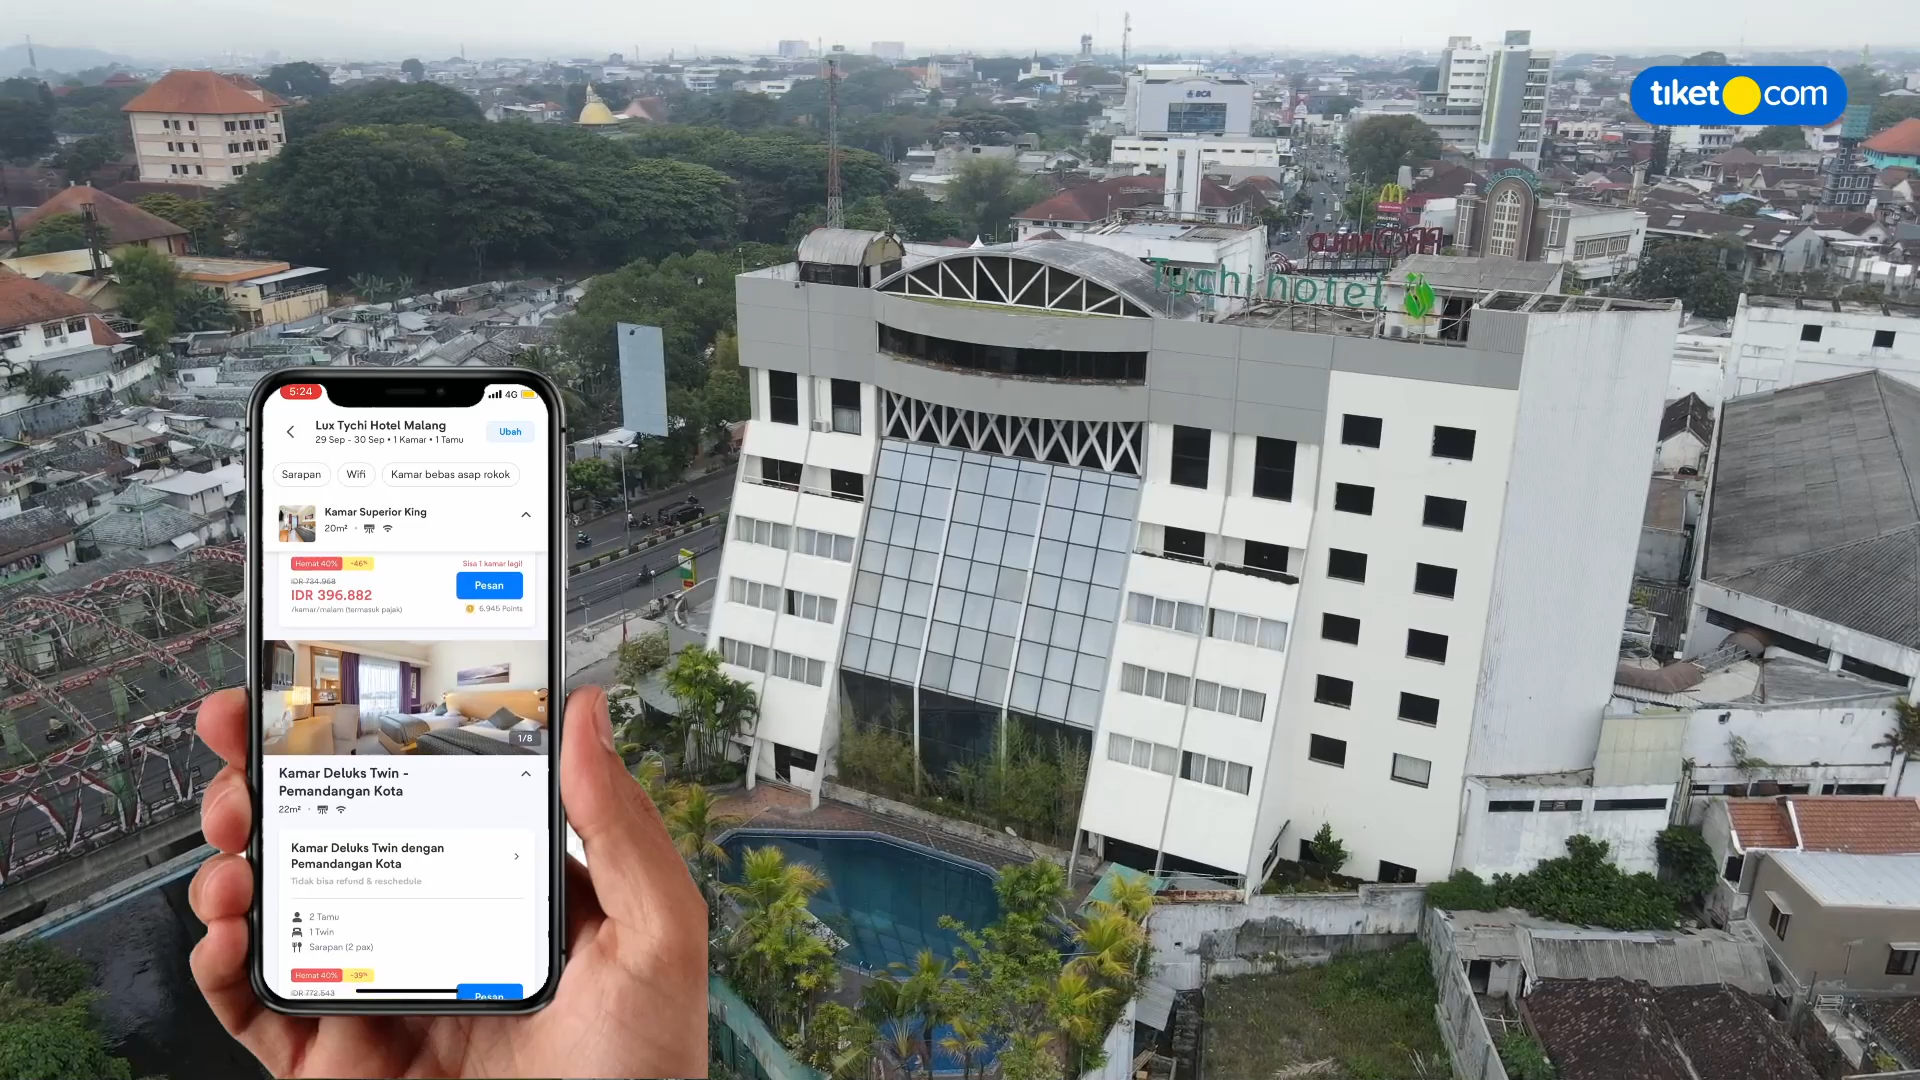 tiket com
BCA
Tychi hotel
5:24
4G
Lux Tychi Hotel Malang
29 Sep - 30 Sep • 1 Kamar • 1 Tamu
Ubah
Sarapan
Wifi
Kamar bebas asap rokok
Kamar Superior King
20m²
Hemat 40%
-46%
Sisa 1 kamar lagi!
IDR 734.968
IDR 396.882
Pesan
/kamar/malam (termasuk pajak)
6.945 Points
1/8
Kamar Deluks Twin -
Pemandangan Kota
22m²
Kamar Deluks Twin dengan
Pemandangan Kota
Tidak bisa refund & reschedule
2 Tamu
1 Twin
Sarapan (2 pax)
Hemat 40%
-39%
IDR 772.543
Pesan